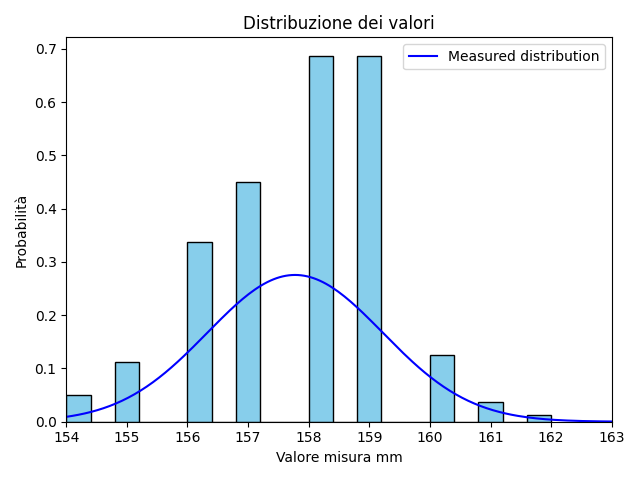 Distribuzione dei valori
Measured distribution
Probabilità
0.7
0.6
0.5
0.4
0.3
0.2
0.1
0.0
154 155 156 157 158 159 160 161 162 163
Valore misura mm